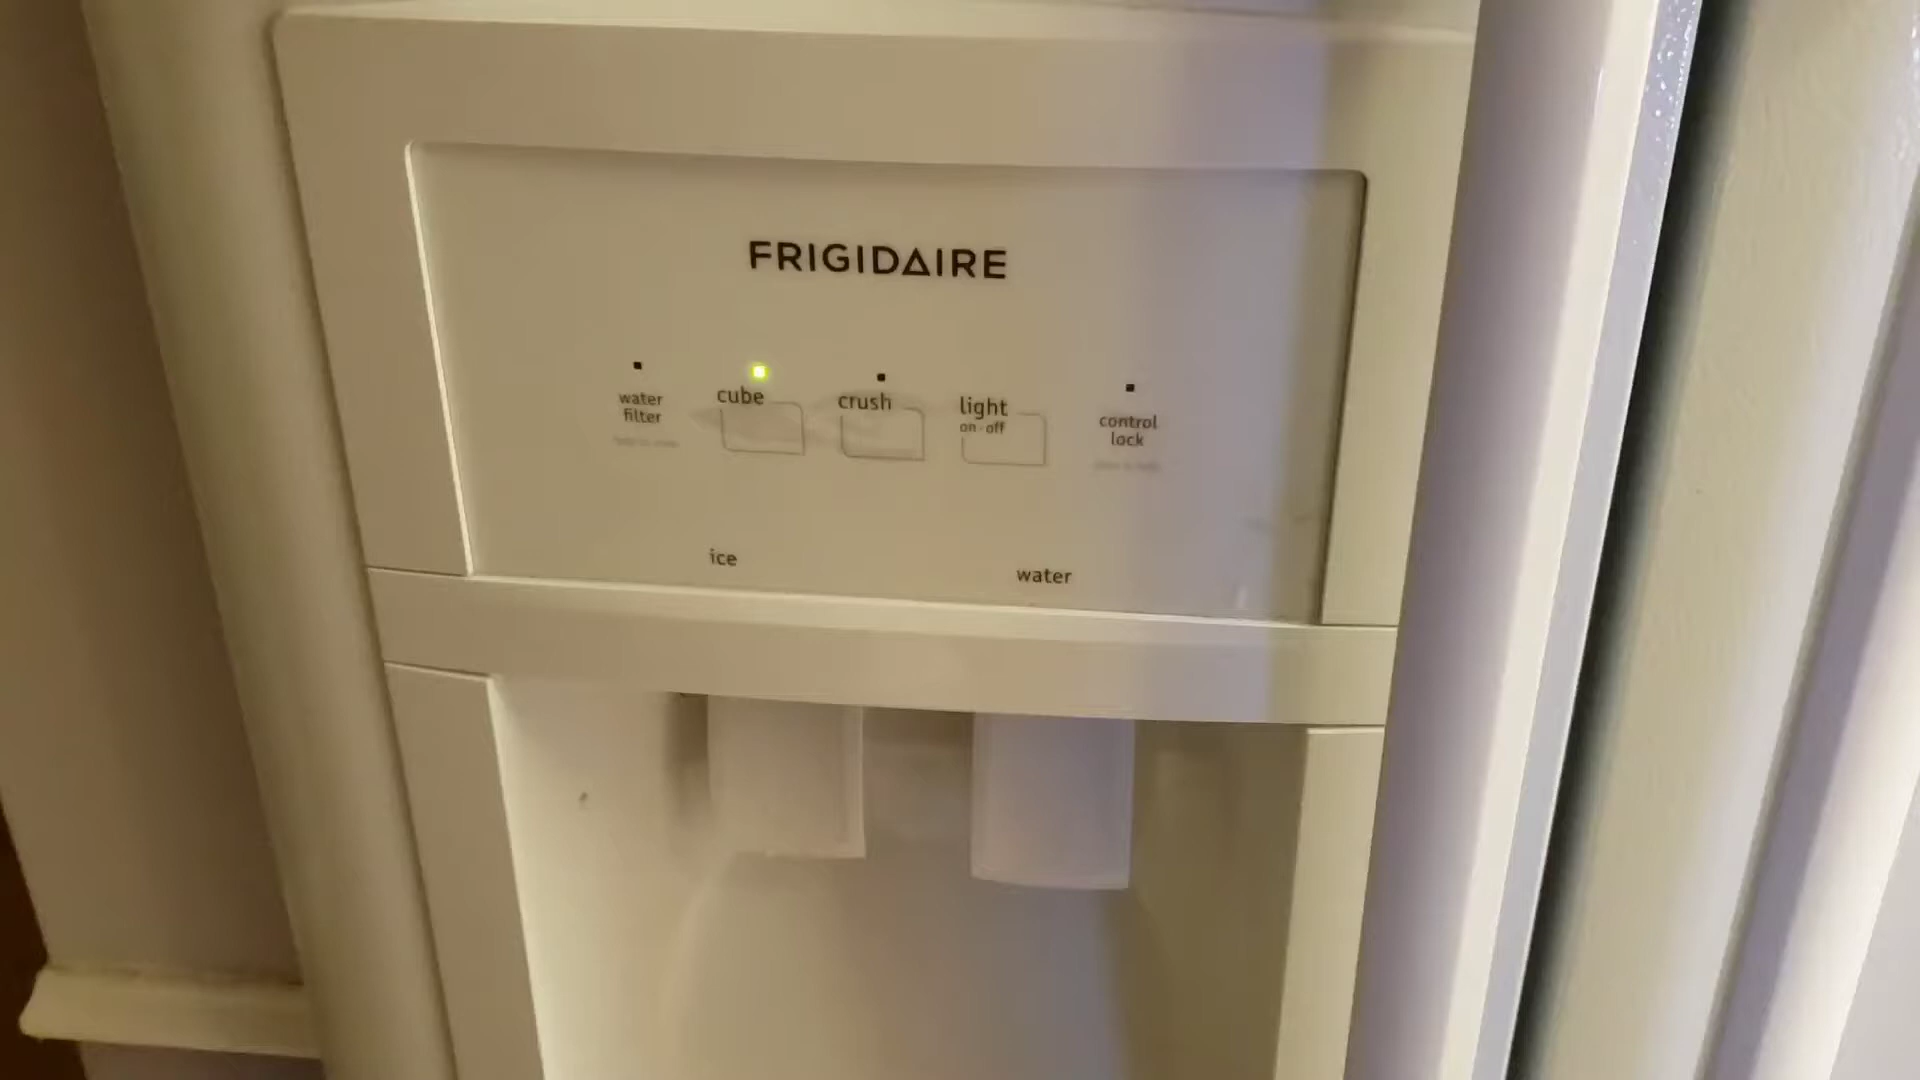 FRIGIDAIRE
water
filter
cube
crush
light
on - off
control
lock
ice
water